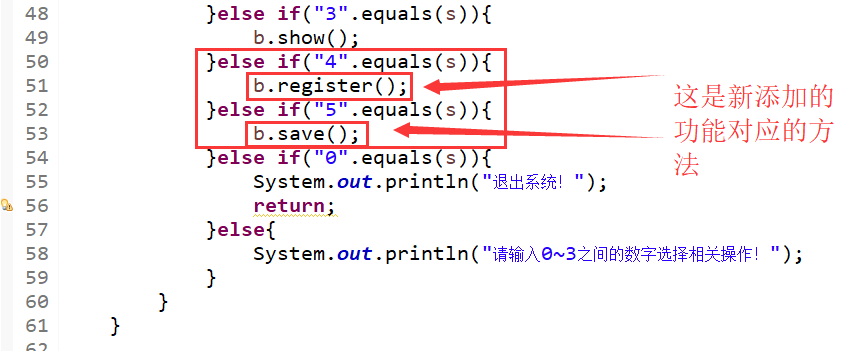 48 }else if("3".equals(s)){
49 b.show();
50 }else if("4".equals(s)){
51 b.register();
52 }else if("5".equals(s)){
53 b.save();
54 }else if("0".equals(s)){
55 System.out.println("退出系统！");
56 return;
57 }else{
58 System.out.println("请输入0~3之间的数字选择相关操作！");
59 }
60 }
61 }
62
这是新添加的
功能对应的方
法